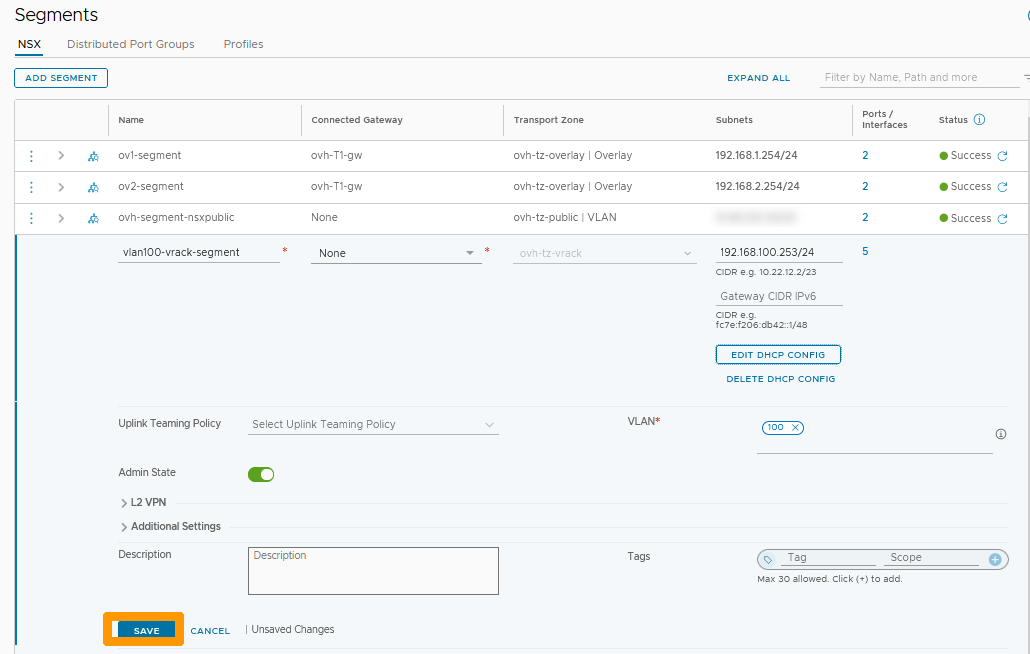 Segments
NSX Distributed Port Groups Profiles
ADD SEGMENT EXPAND ALL Filter by Name, Path and more
Name Connected Gateway Transport Zone Subnets Ports / Interfaces Status
ov1-segment ovh-T1-gw ovh-tz-overlay | Overlay 192.168.1.254/24 2 Success
ov2-segment ovh-T1-gw ovh-tz-overlay | Overlay 192.168.2.254/24 2 Success
ovh-segment-nsxpublic None ovh-tz-public | VLAN 2 Success
vlan100-vrack-segment * None * ovh-tz-vrack 192.168.100.253/24 5
CIDR e.g. 10.22.12.2/23
Gateway CIDR IPv6
CIDR e.g.
fc7e:f206:db42::1/48
EDIT DHCP CONFIG
DELETE DHCP CONFIG
Uplink Teaming Policy Select Uplink Teaming Policy VLAN* 100
Admin State
L2 VPN
Additional Settings
Description Description Tags Tag Scope
Max 30 allowed. Click (+) to add.
SAVE CANCEL | Unsaved Changes